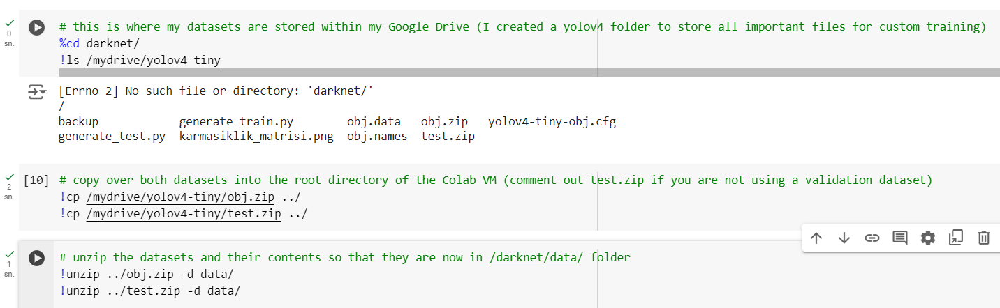 # this is where my datasets are stored within my Google Drive (I created a yolov4 folder to store all important files for custom training)
0
sn.
%cd darknet/
!ls /mydrive/yolov4-tiny
[Errno 2] No such file or directory: 'darknet/'
/
backup generate_train.py obj.data obj.zip yolov4-tiny-obj.cfg
generate_test.py karmasiklik_matrisi.png obj.names test.zip
[10] # copy over both datasets into the root directory of the Colab VM (comment out test.zip if you are not using a validation dataset)
2
sn.
!cp /mydrive/yolov4-tiny/obj.zip ../
!cp /mydrive/yolov4-tiny/test.zip ../
# unzip the datasets and their contents so that they are now in /darknet/data/ folder
1
sn.
!unzip ../obj.zip -d data/
!unzip ../test.zip -d data/